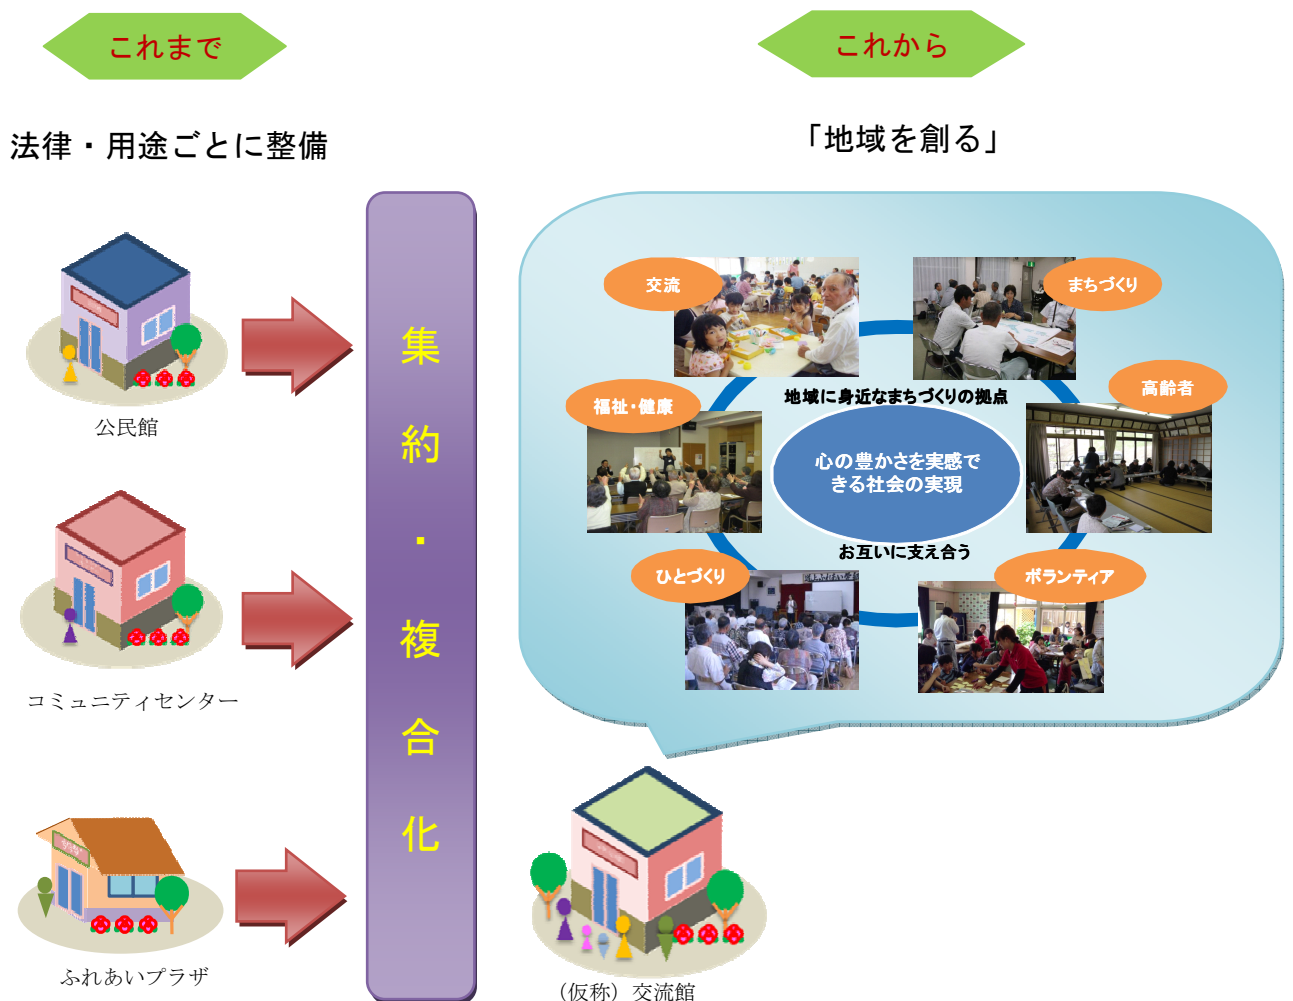 これまで
これから
法律・用途ごとに整備
「地域を創る」
公民館
コミュニティセンター
ふれあいプラザ
集約・複合化
交流
まちづくり
福祉・健康
高齢者
地域に身近なまちづくりの拠点
心の豊かさを実感で
きる社会の実現
お互いに支え合う
ひとづくり
ボランティア
（仮称）交流館